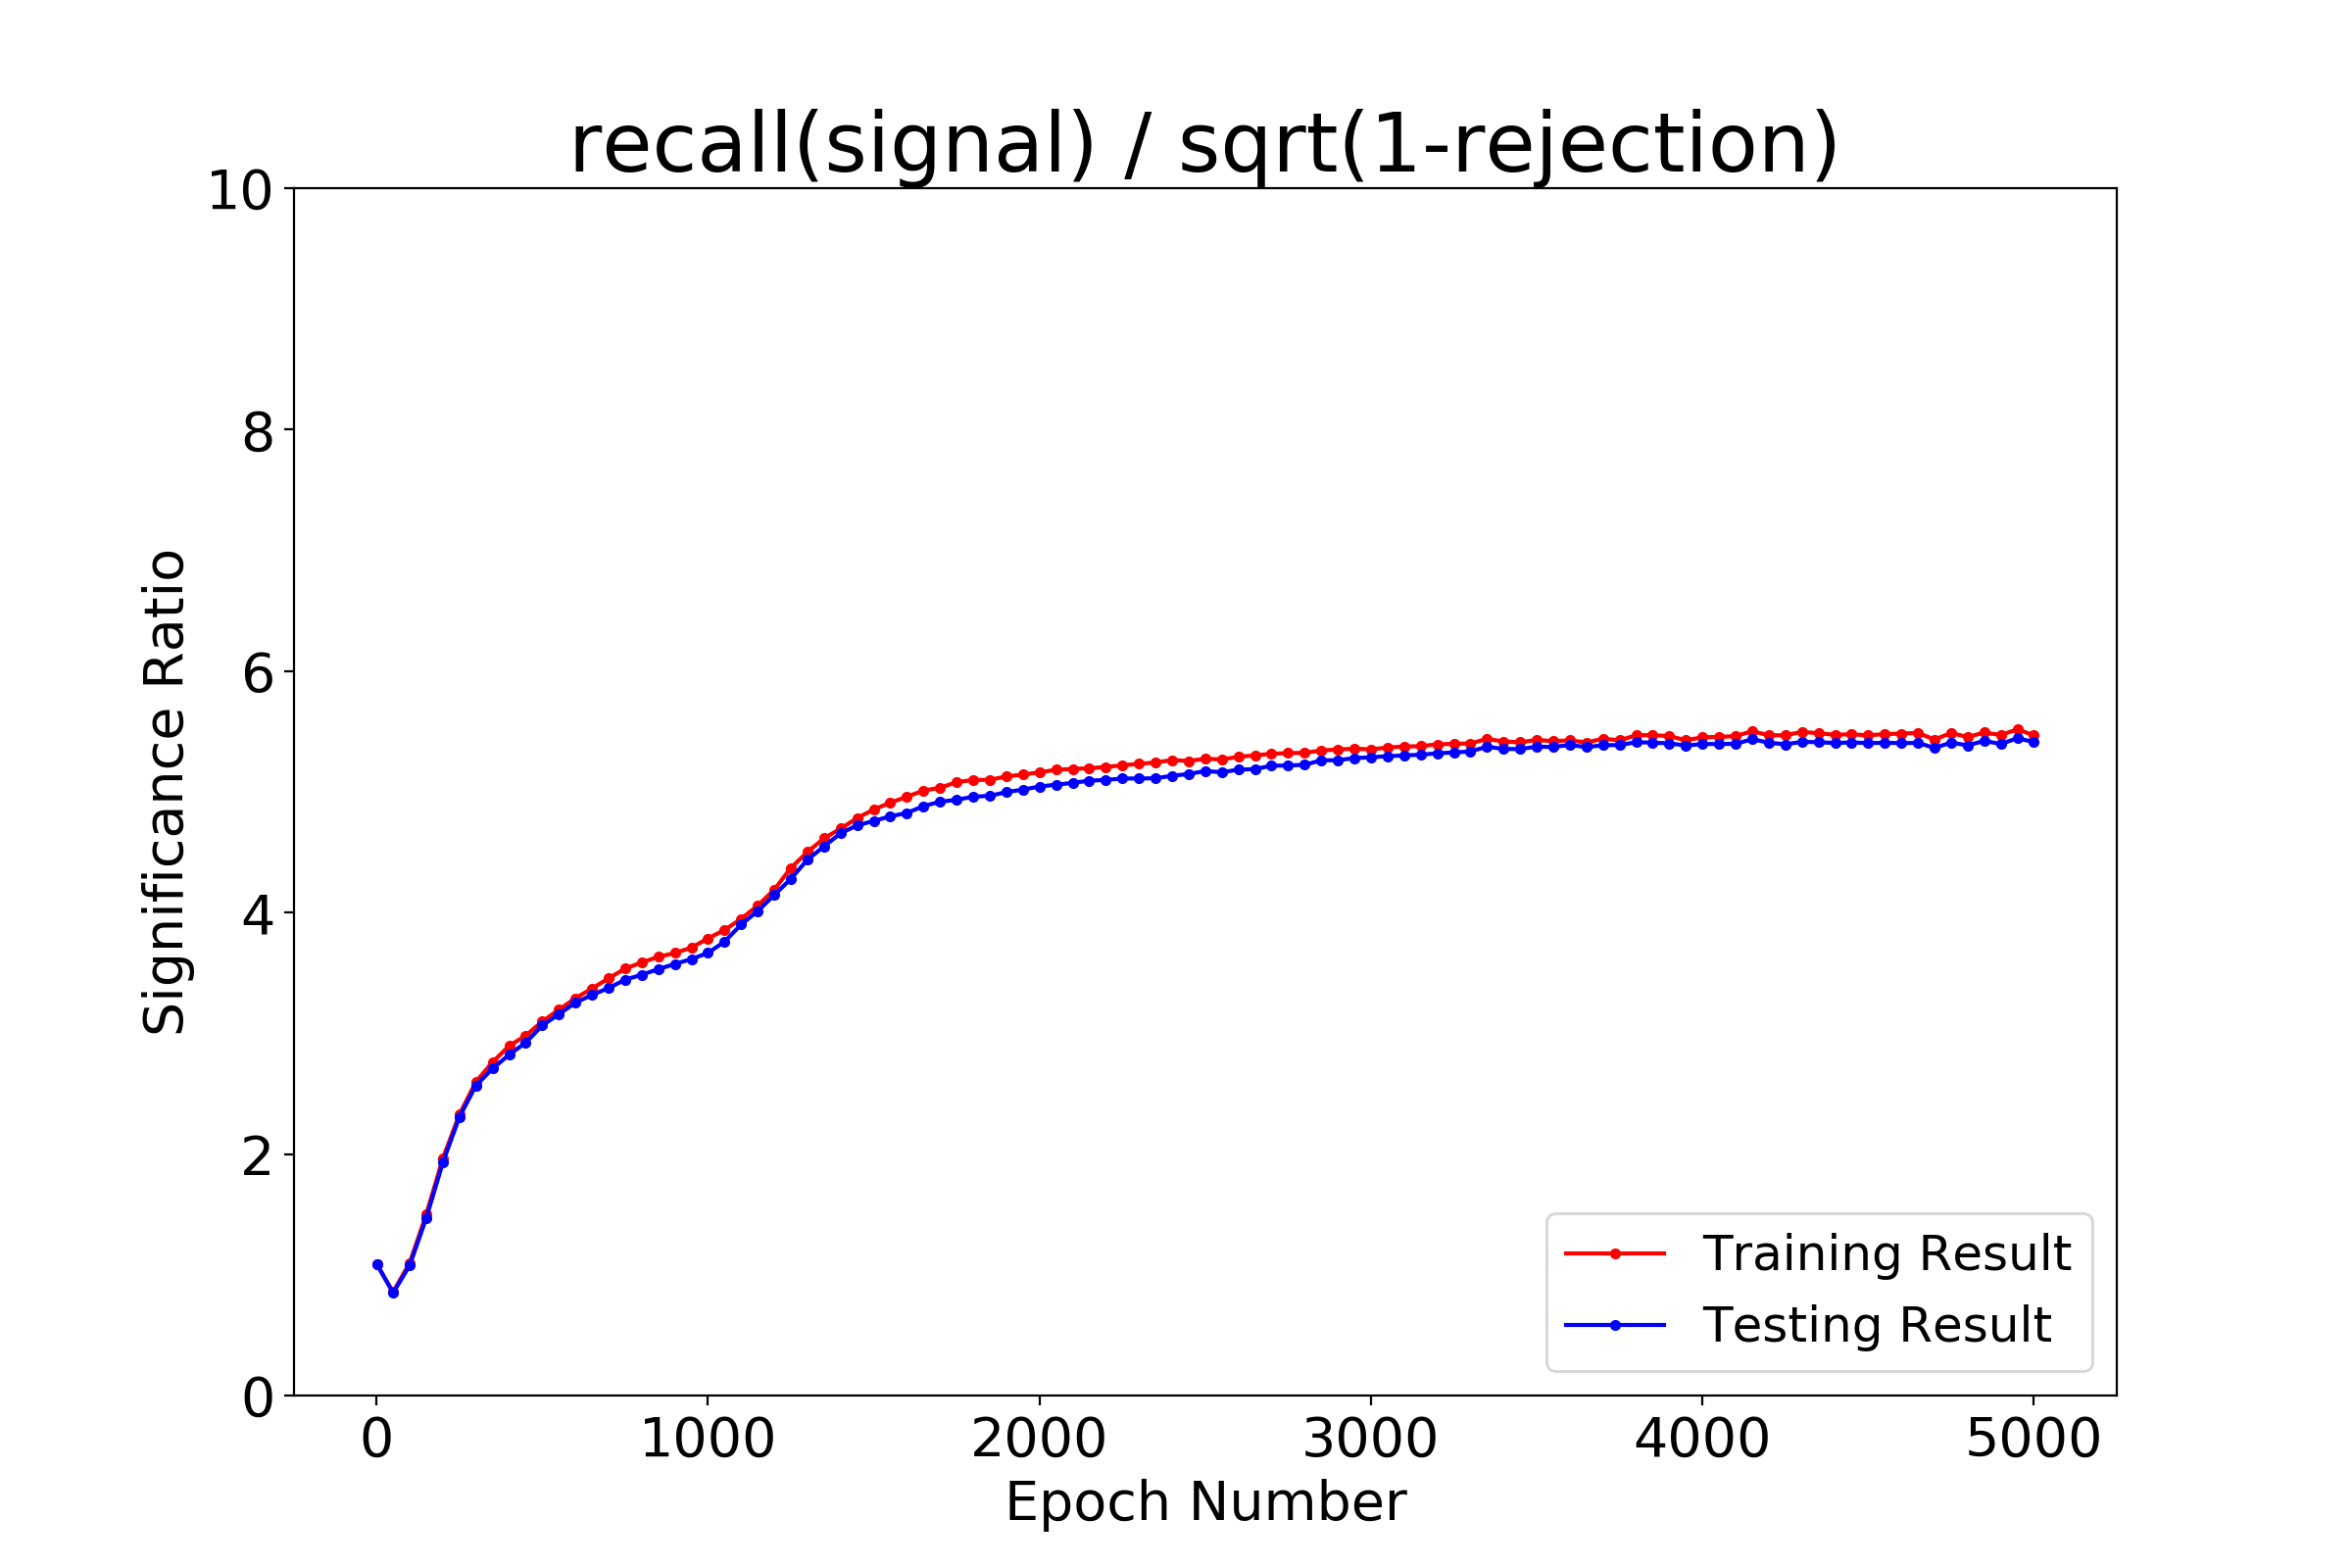 recall(signal) / sqrt(1-rejection)
10
8
6
4
2
0
Significance Ratio
0 1000 2000 3000 4000 5000
Epoch Number
Training Result
Testing Result